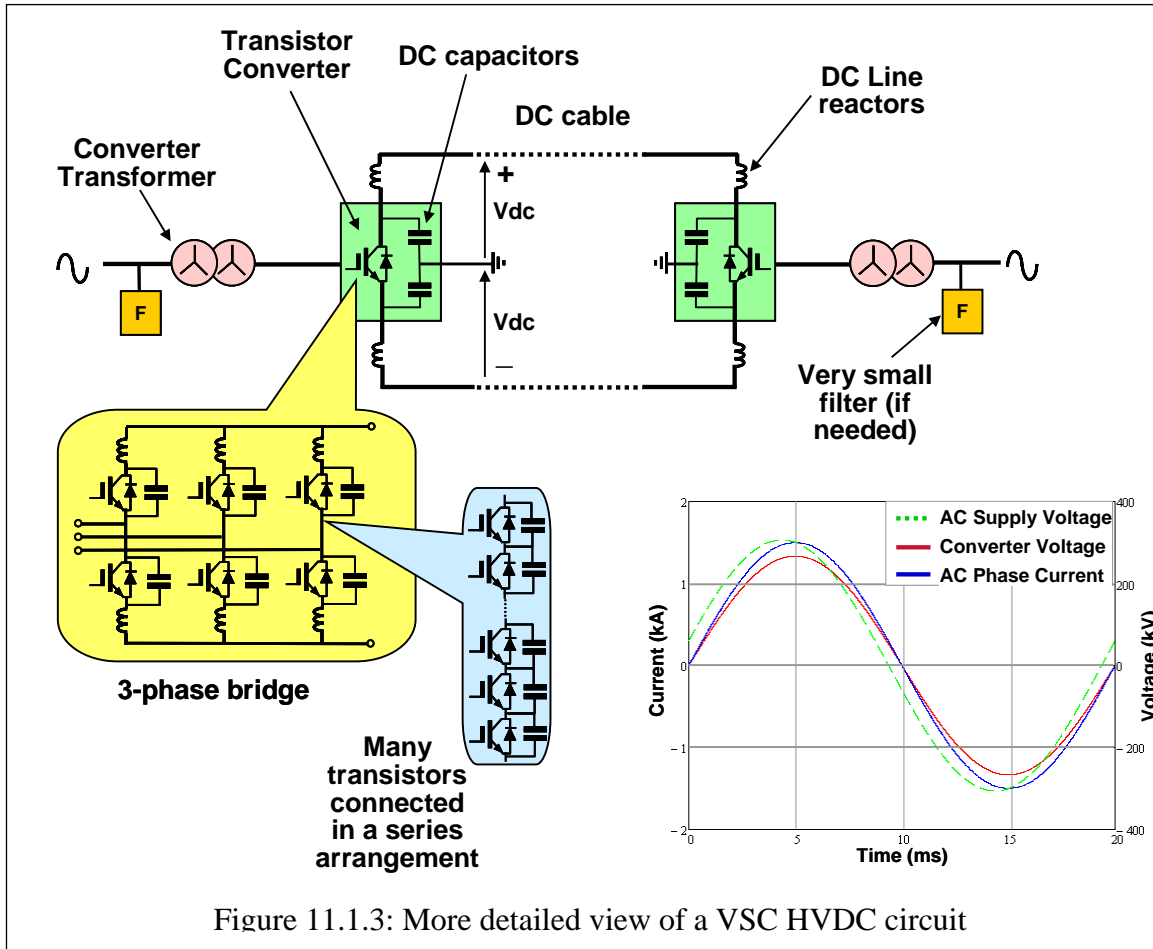 Transistor
Converter
DC capacitors
DC Line
reactors
DC cable
Converter
Transformer
+
Vdc
F
Vdc
–
F
Very small
filter (if
needed)
3-phase bridge
Many
transistors
connected
in a series
arrangement
AC Supply Voltage
Converter Voltage
AC Phase Current
Current (kA)
2
1
0
– 1
– 2
Voltage (kV)
400
200
0
– 200
– 400
0
5
10
15
20
Time (ms)
Figure 11.1.3: More detailed view of a VSC HVDC circuit